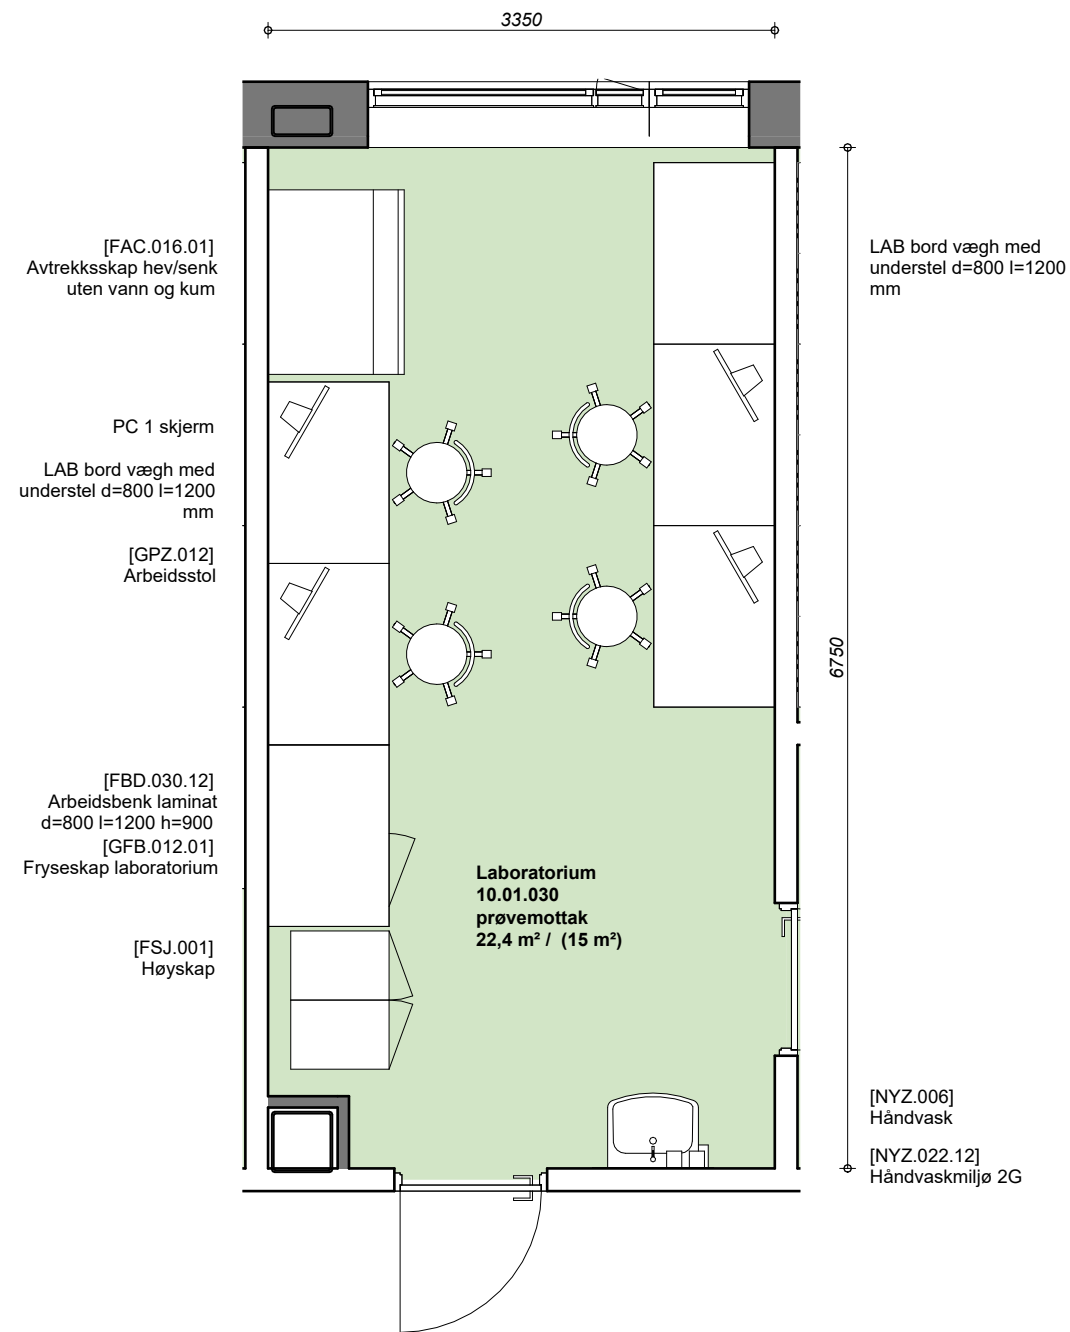 3350
[FAC.016.01]
Avtrekksskap hev/senk
uten vann og kum
LAB bord vægh med
understel d=800 l=1200
mm
PC 1 skjerm
LAB bord vægh med
understel d=800 l=1200
mm
[GPZ.012]
Arbeidsstol
6750
[FBD.030.12]
Arbeidsbenk laminat
d=800 l=1200 h=900
[GFB.012.01]
Fryseskap laboratorium
Laboratorium
10.01.030
prøvemottak
22,4 m² / (15 m²)
[FSJ.001]
Høyskap
[NYZ.006]
Håndvask
[NYZ.022.12]
Håndvaskmiljø 2G